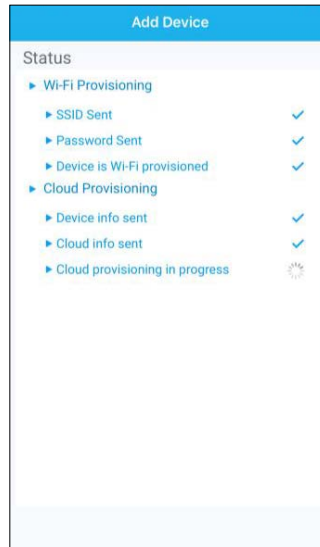 Add Device
Status
Wi-Fi Provisioning
SSID Sent
Password Sent
Device is Wi-Fi provisioned
Cloud Provisioning
Device info sent
Cloud info sent
Cloud provisioning in progress